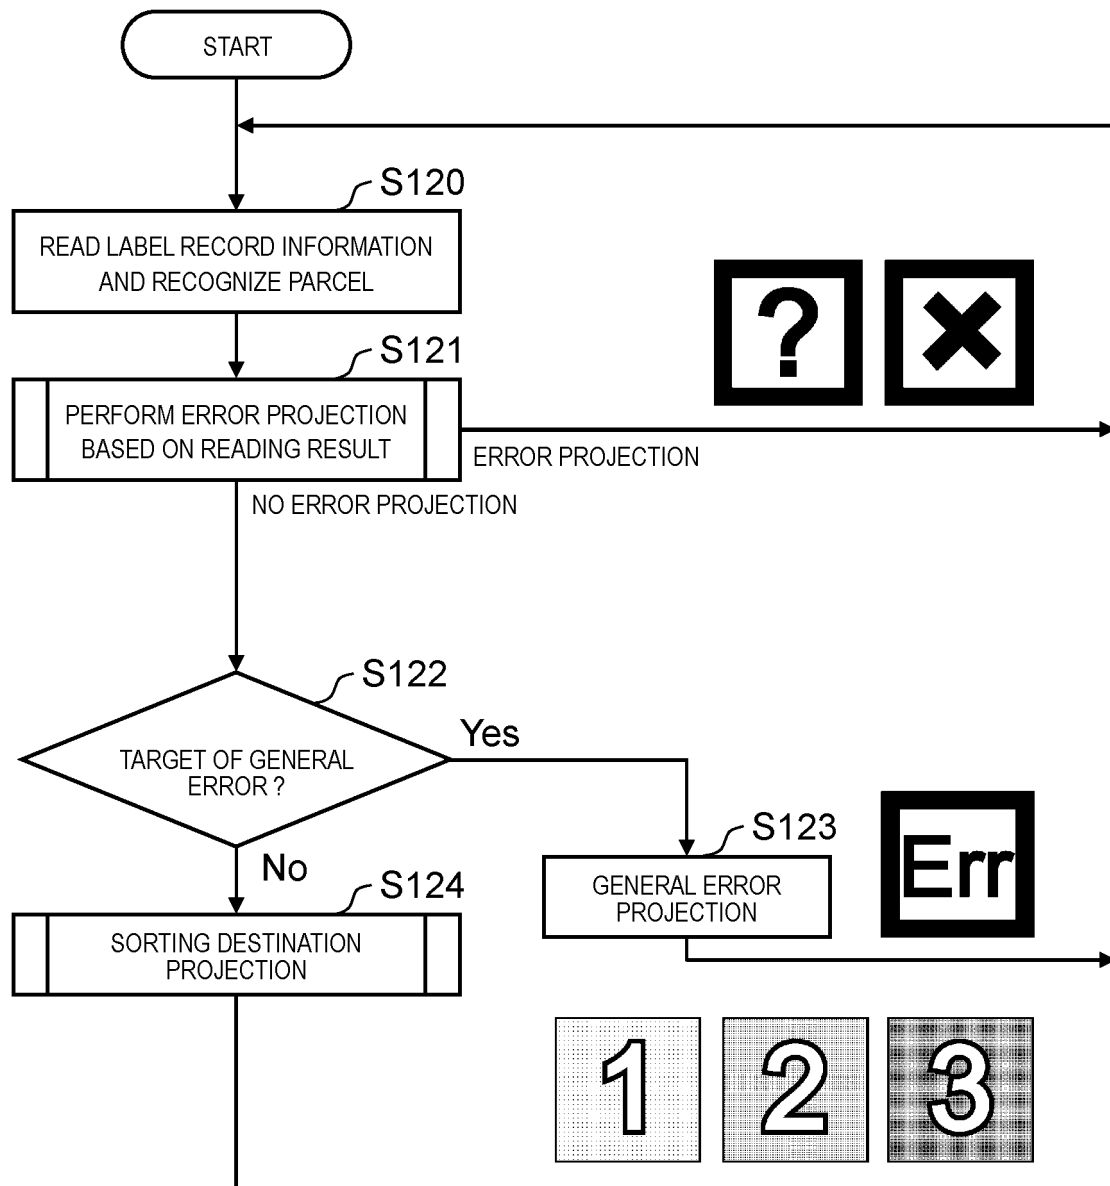 START
S120
READ LABEL RECORD INFORMATION
AND RECOGNIZE PARCEL
S121
PERFORM ERROR PROJECTION
BASED ON READING RESULT
ERROR PROJECTION
NO ERROR PROJECTION
?
S122
TARGET OF GENERAL
ERROR ?
Yes
No
S123
GENERAL ERROR
PROJECTION
Err
S124
SORTING DESTINATION
PROJECTION
1
2
3